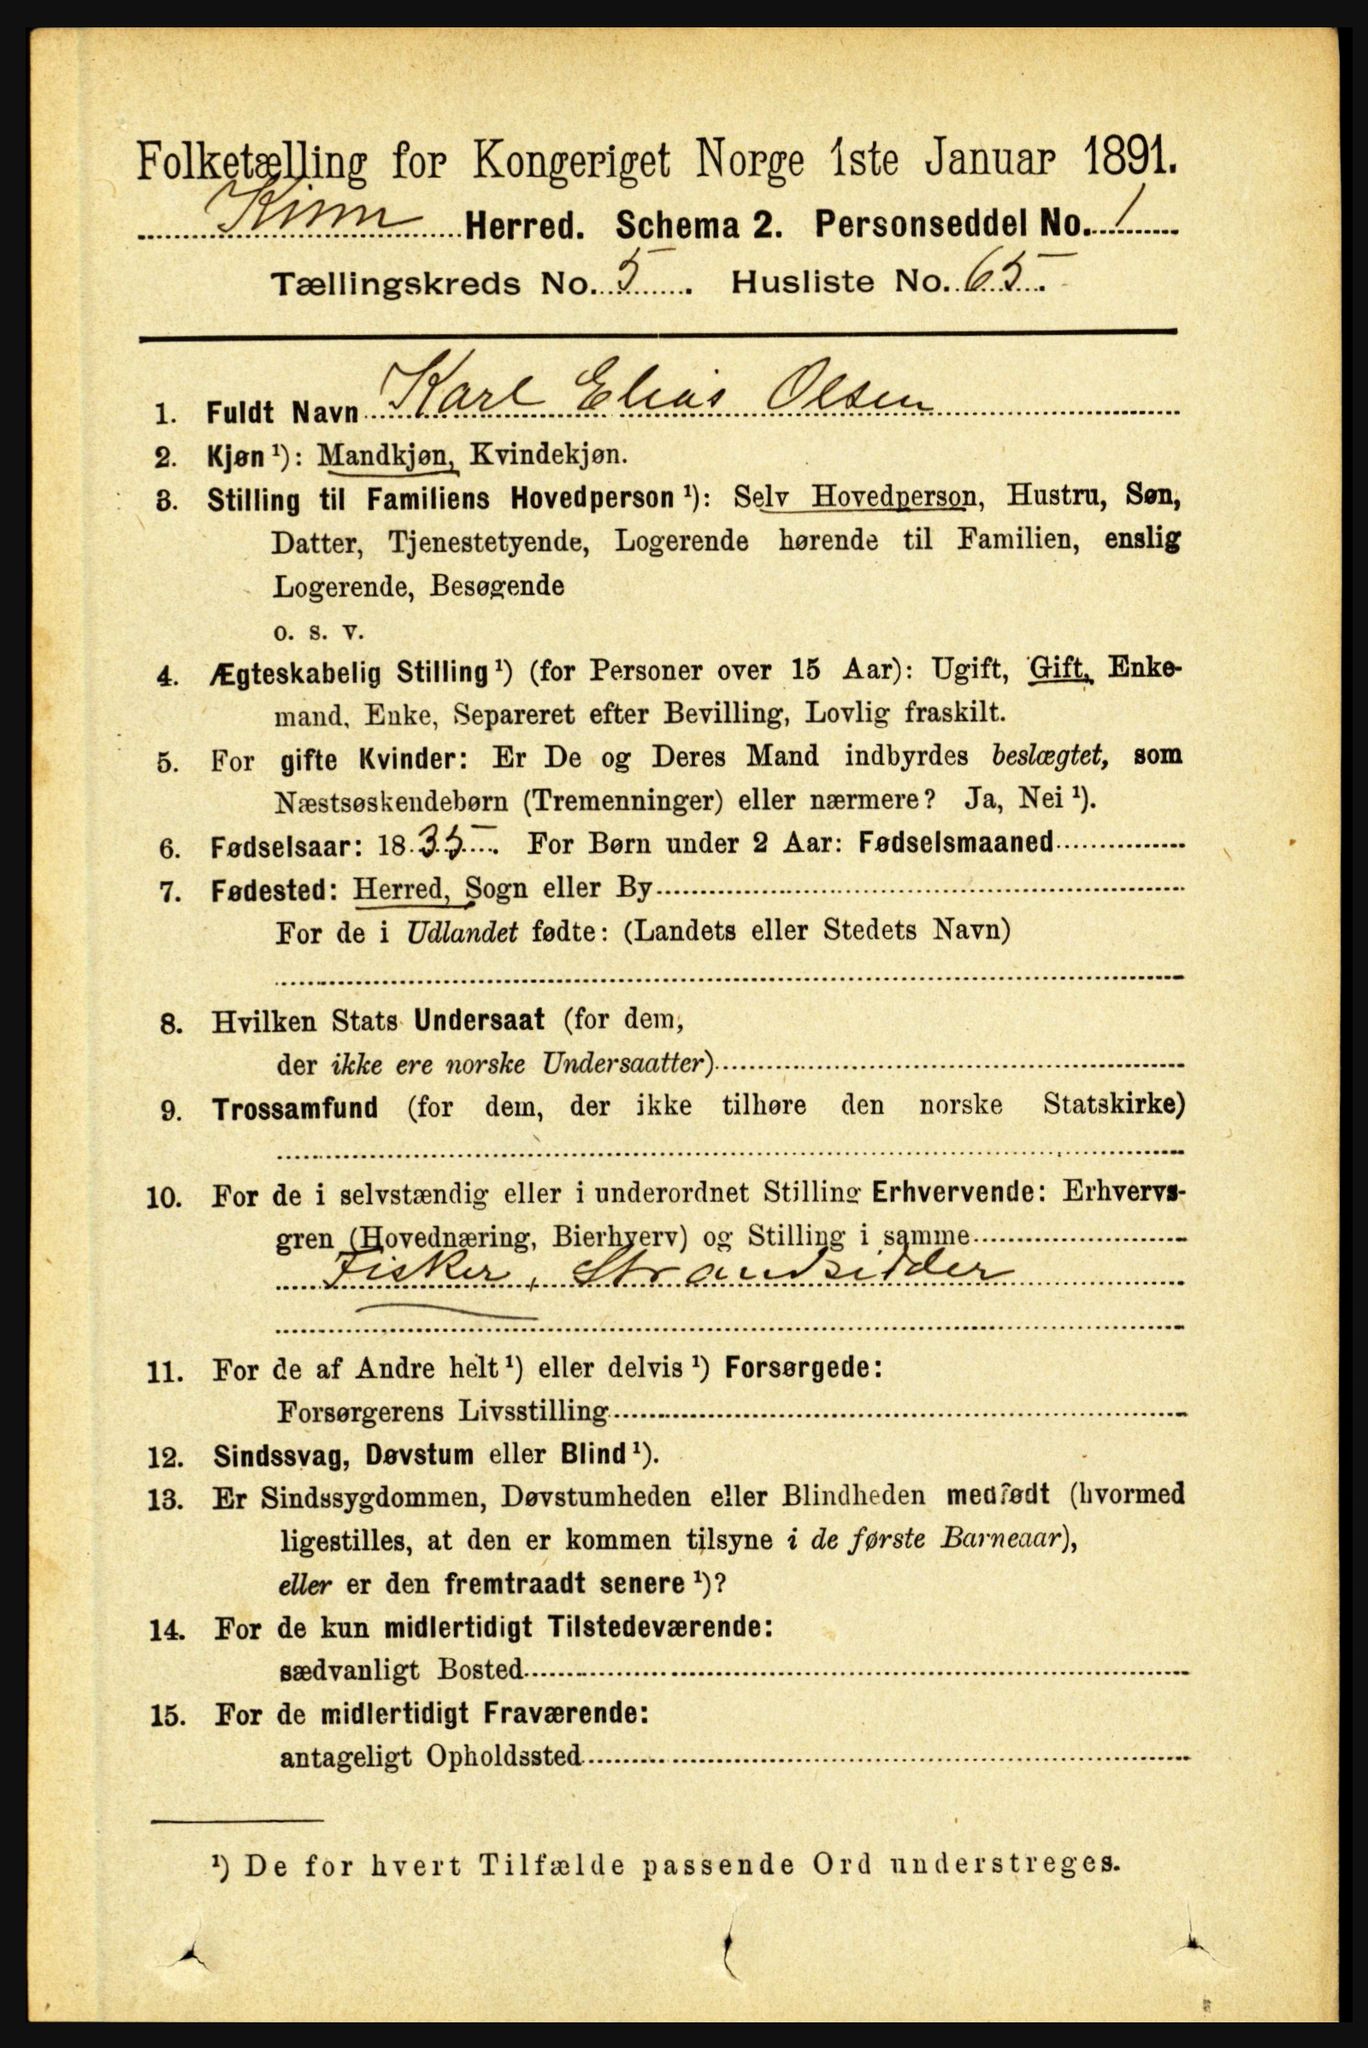 Folketælling for Kongeriget Norge 1ste Januar 1891.
Kinn Herred. Schema 2. Personseddel No. 1
Tællingskreds No. 5. Husliste No. 65.
1. Fuldt Navn Karl Elias Olsen
2. Kjøn ¹): Mandkjøn, Kvindekjøn.
3. Stilling til Familiens Hovedperson ¹): Selv Hovedperson, Hustru, Søn,
Datter, Tjenestetyende, Logerende hørende til Familien, enslig
Logerende, Besøgende
o. s. v.
4. Ægteskabelig Stilling ¹) (for Personer over 15 Aar): Ugift, Gift, Enke-
mand, Enke, Separeret efter Bevilling, Lovlig fraskilt.
5. For gifte Kvinder: Er De og Deres Mand indbyrdes beslægtet, som
Næstsøskendebørn (Tremenninger) eller nærmere? Ja, Nei ¹).
6. Fødselsaar: 1835. For Børn under 2 Aar: Fødselsmaaned
7. Fødested: Herred, Sogn eller By
For de i Udlandet fødte: (Landets eller Stedets Navn)
8. Hvilken Stats Undersaat (for dem,
der ikke ere norske Undersaatter)
9. Trossamfund (for dem, der ikke tilhøre den norske Statskirke)
10. For de i selvstændig eller i underordnet Stilling Erhvervende: Erhvervs-
gren (Hovednæring, Bierhverv) og Stilling i samme
Fisker, Strandsidder
11. For de af Andre helt ¹) eller delvis ¹) Forsørgede:
Forsørgerens Livsstilling
12. Sindssvag, Døvstum eller Blind ¹).
13. Er Sindssygdommen, Døvstumheden eller Blindheden medfødt (hvormed
ligestilles, at den er kommen tilsyne i de første Barneaar),
eller er den fremtraadt senere ¹)?
14. For de kun midlertidigt Tilstedeværende:
sædvanligt Bosted
15. For de midlertidigt Fraværende:
antageligt Opholdssted
¹) De for hvert Tilfælde passende Ord understreges.